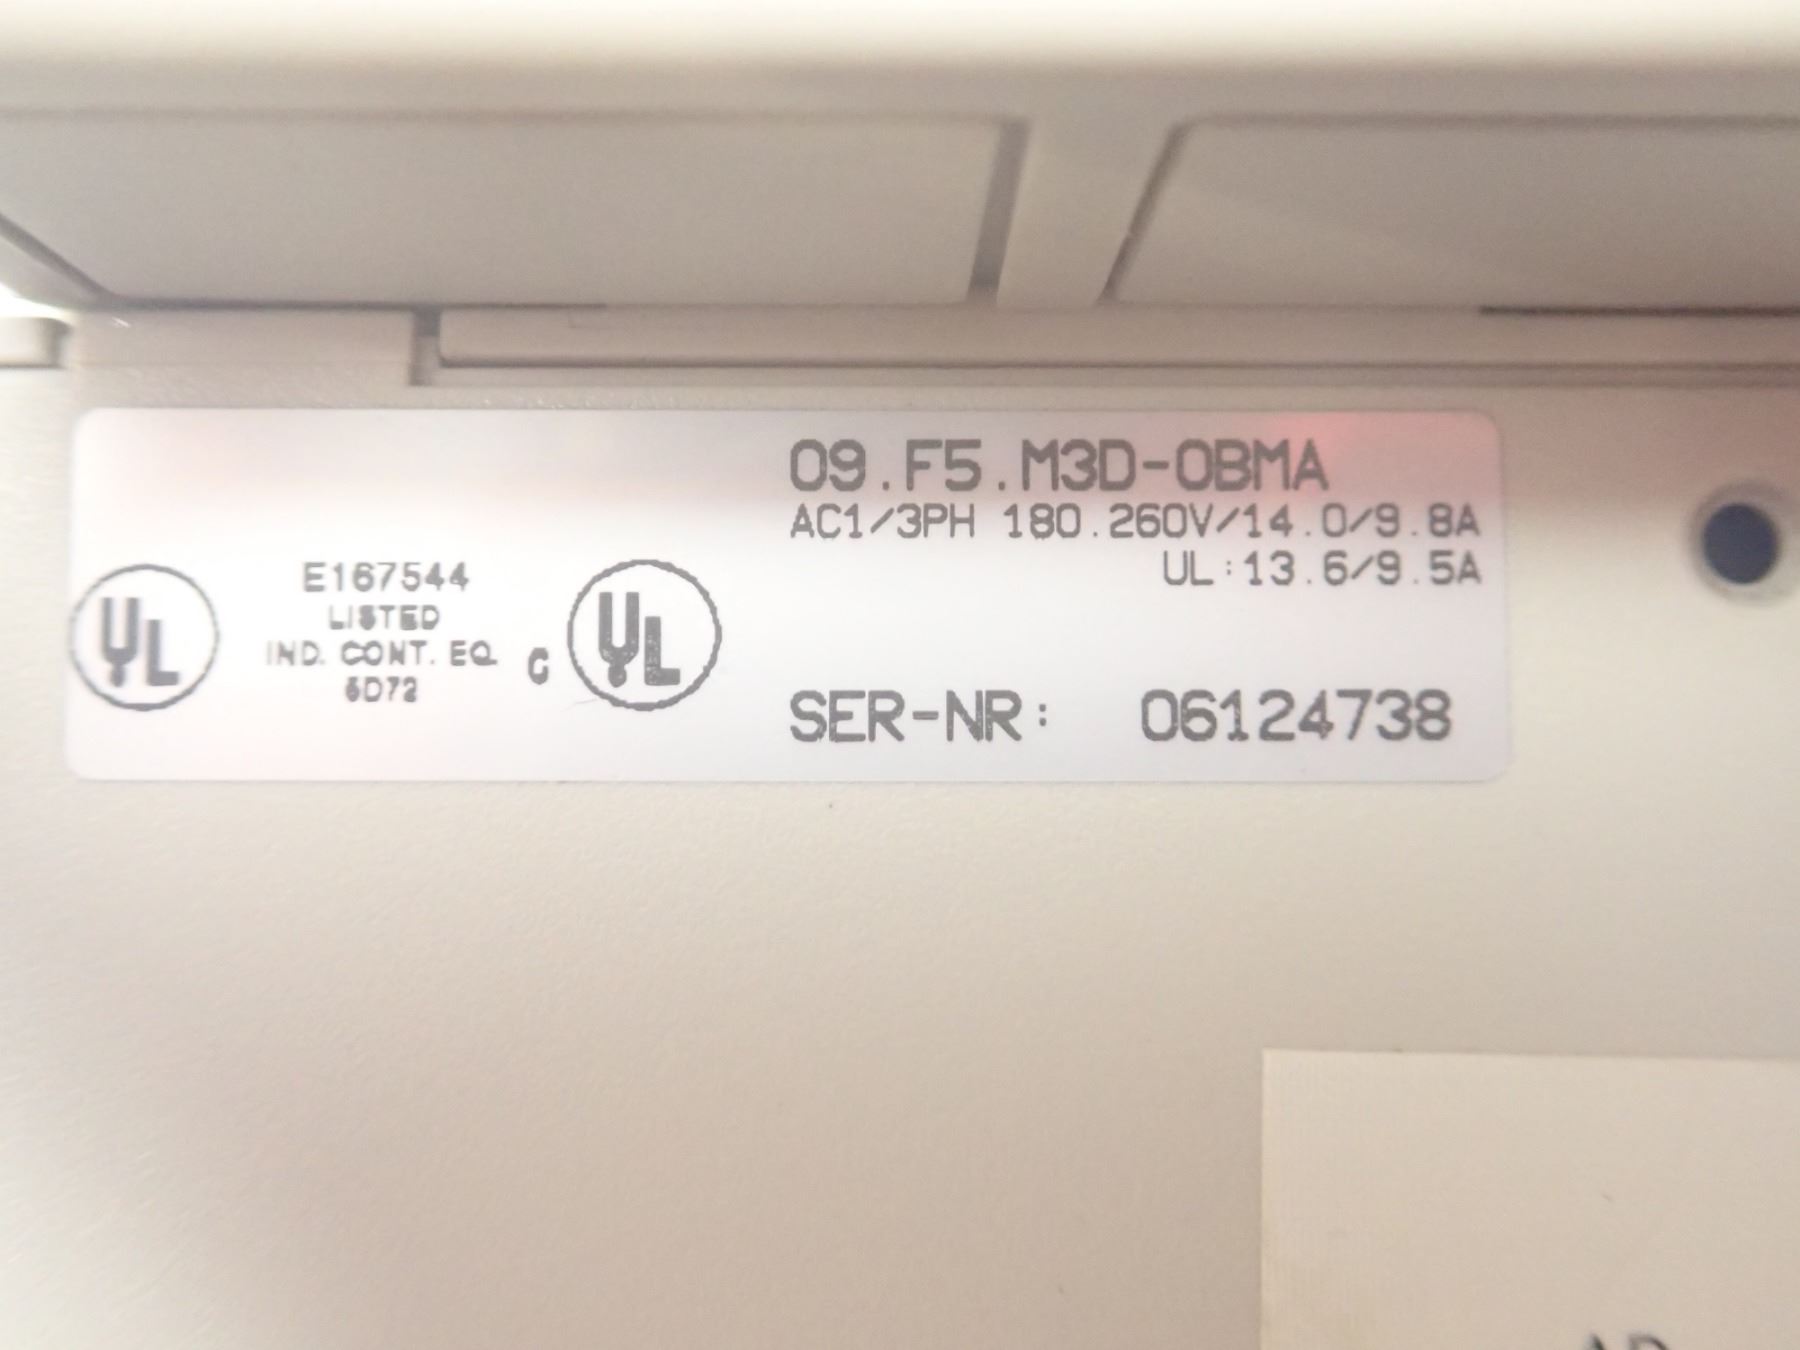 09.F5.M3D-0BMA
AC1/3PH 180.260V/14.0/9.8A
UL:13.6/9.5A
UL
E167544
LISTED
IND. CONT. EQ.
5D72
C UL
SER-NR: 06124738